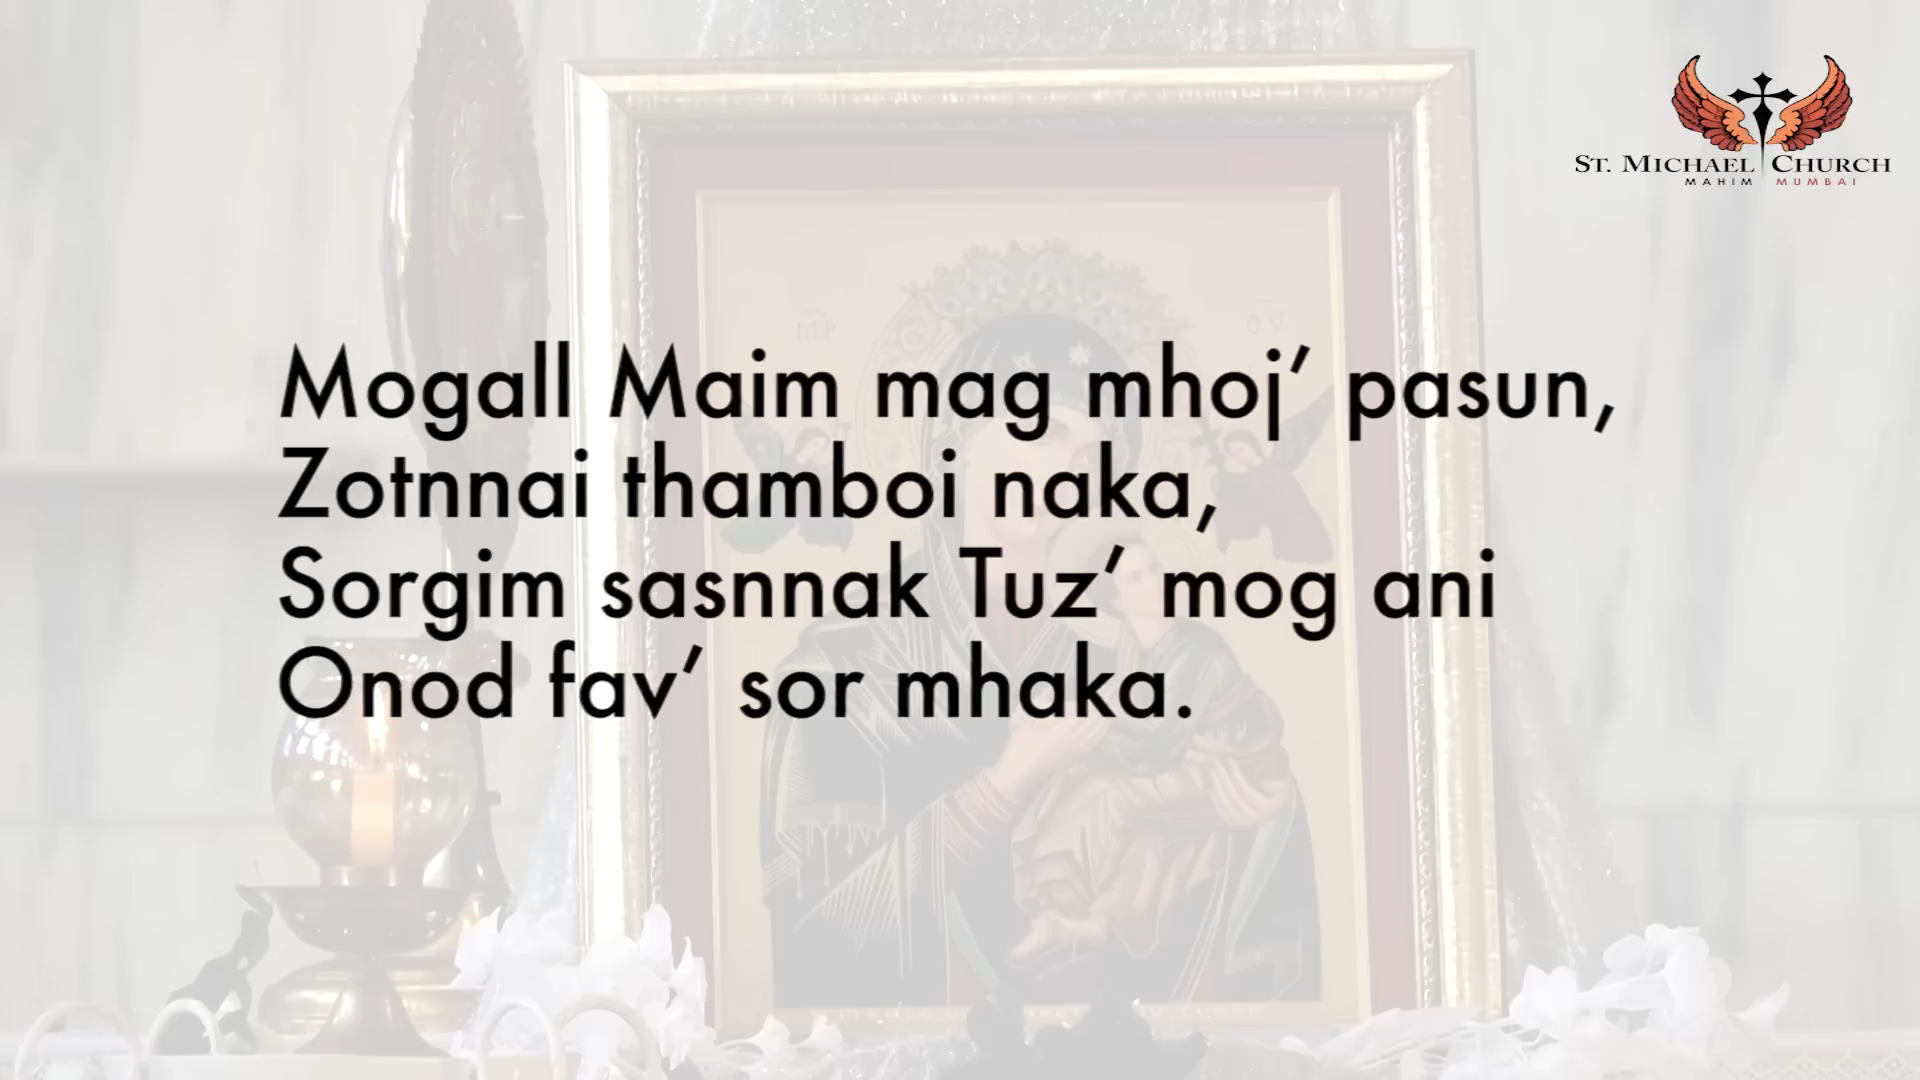 St. Michael Church
MAHIM MUMBAI
Mogall Maim mag mhoj’ pasun,
Zotnnai thamboi naka,
Sorgim sasnnak Tuz’ mog ani
Onod fav’ sor mhaka.